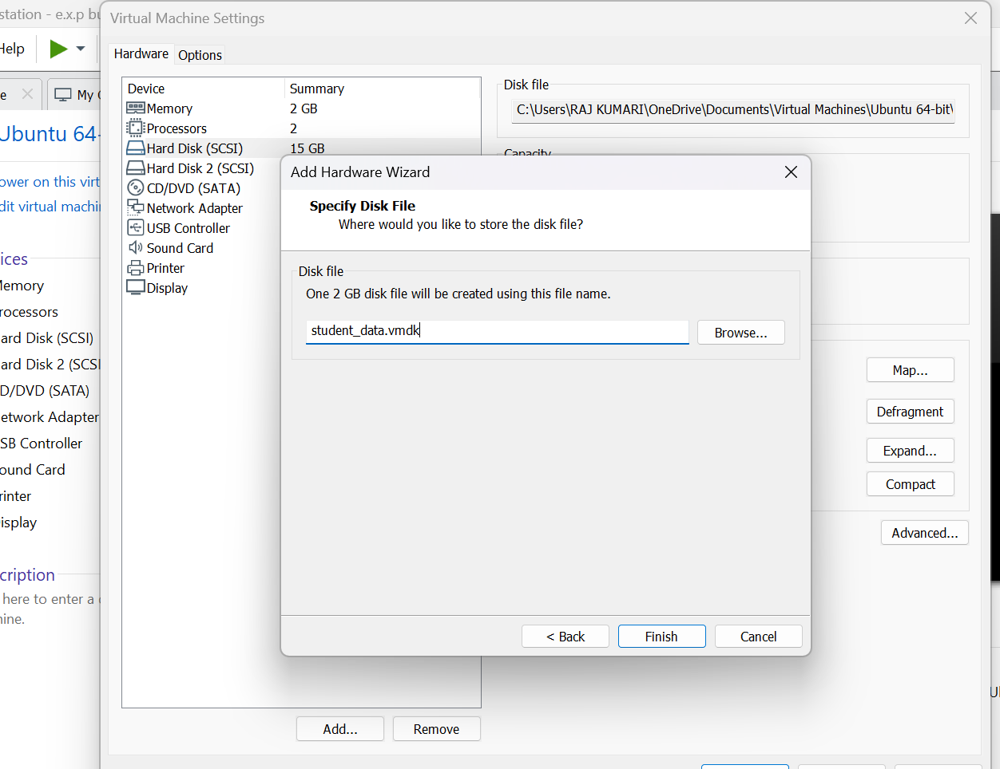 station - e.x.p bu
Virtual Machine Settings
Help
Hardware
Options
e
My
Device
Summary
Memory
2 GB
Processors
2
Hard Disk (SCSI)
15 GB
Hard Disk 2 (SCSI)
CD/DVD (SATA)
Network Adapter
USB Controller
Sound Card
Printer
Display
Disk file
C:\Users\RAJ KUMARI\OneDrive\Documents\Virtual Machines\Ubuntu 64-bit\
Capacity
Ubuntu 64-
ower on this virt
dit virtual machin
ices
Memory
rocessors
ard Disk (SCSI)
ard Disk 2 (SCSI
D/DVD (SATA)
etwork Adapter
SB Controller
ound Card
rinter
isplay
cription
here to enter a
ine.
Add Hardware Wizard
Specify Disk File
Where would you like to store the disk file?
Disk file
One 2 GB disk file will be created using this file name.
student_data.vmdk
Browse...
< Back
Finish
Cancel
Map...
Defragment
Expand...
Compact
Advanced...
Add...
Remove